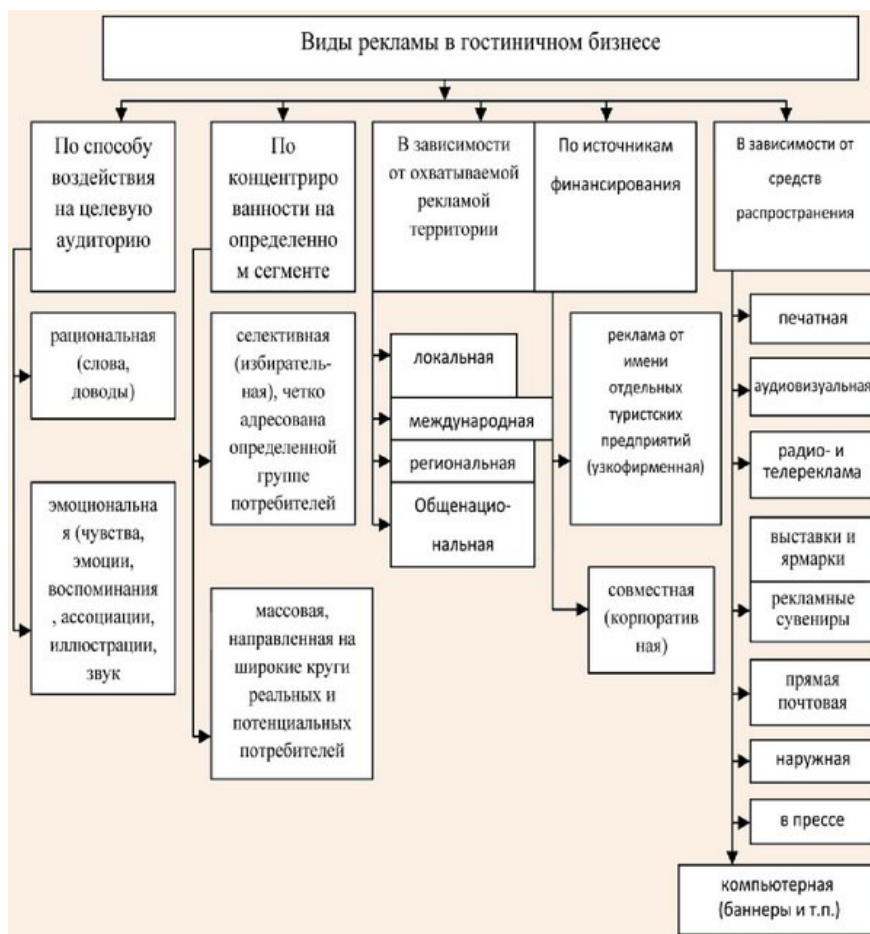 Виды рекламы в гостиничном бизнесе
По способу
воздействия
на целевую
аудиторию
рациональная
(слова,
доводы)
эмоциональна
я (чувства,
эмоции,
воспоминания
, ассоциации,
иллюстрации,
звук
По
концентриро
ванности на
определенно
м сегменте
селективная
(избиратель-
ная), четко
адресована
определенной
группе
потребителей
массовая,
направленная на
широкие круги
реальных и
потенциальных
потребителей
В зависимости
от охватываемой
рекламой
территории
локальная
международная
региональная
Общенацио-
нальная
По источникам
финансирования
реклама от
имени
отдельных
туристских
предприятий
(узкофирменная)
совместная
(корпоратив
ная)
В зависимости от
средств
распространения
печатная
аудиовизуальная
радио- и
телереклама
выставки и
ярмарки
рекламные
сувениры
прямая
почтовая
наружная
в прессе
компьютерная
(баннеры и т.п.)